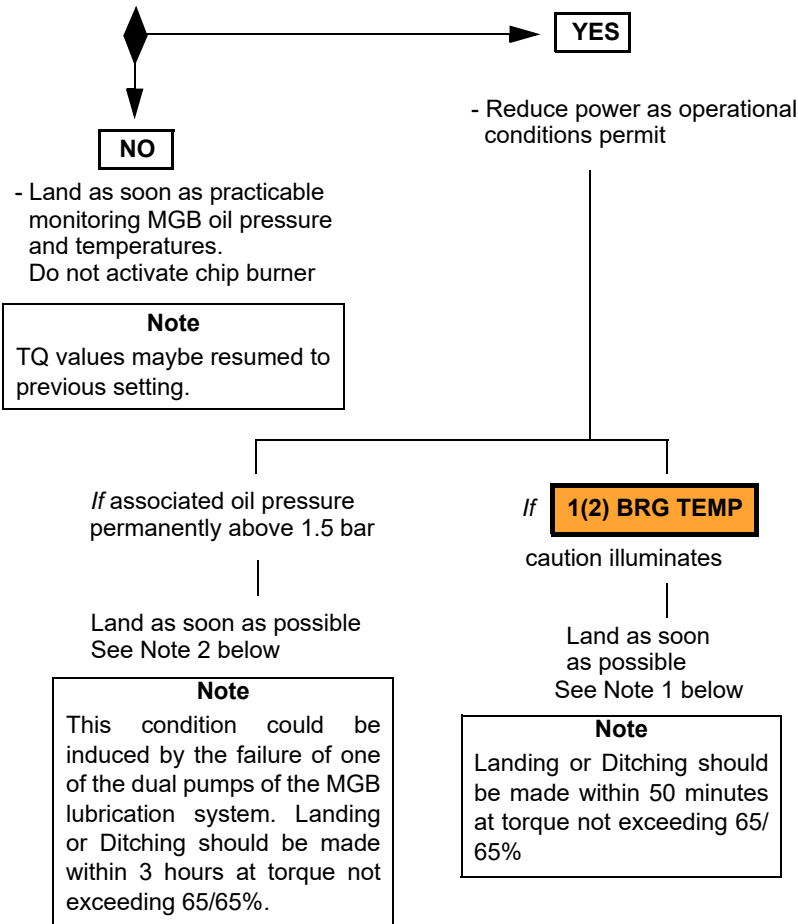 YES
- Reduce power as operational
conditions permit
NO
- Land as soon as practicable
monitoring MGB oil pressure
and temperatures.
Do not activate chip burner
Note
TQ values maybe resumed to
previous setting.
If associated oil pressure
permanently above 1.5 bar
Land as soon as possible
See Note 2 below
Note
This condition could be
induced by the failure of one
of the dual pumps of the MGB
lubrication system. Landing
or Ditching should be made
within 3 hours at torque not
exceeding 65/65%.
If 1(2) BRG TEMP
caution illuminates
Land as soon
as possible
See Note 1 below
Note
Landing or Ditching should
be made within 50 minutes
at torque not exceeding 65/
65%